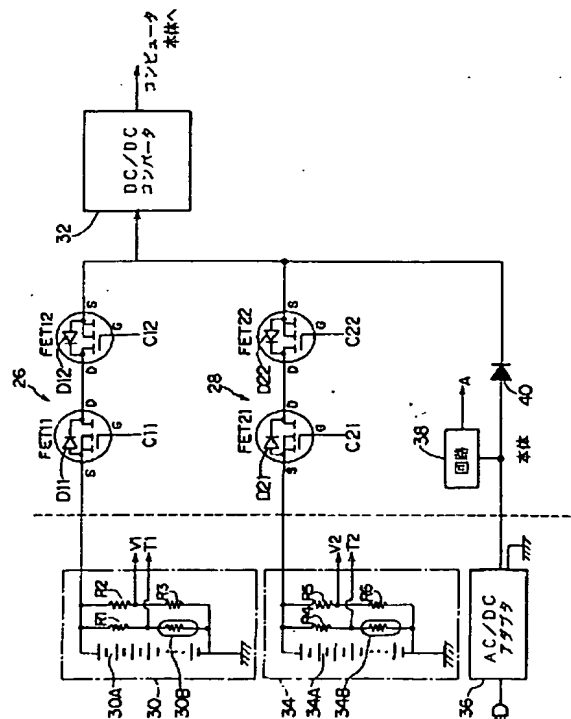 コンピュータ
本体へ
DC/DC
コンバータ
32
26
FET11
FET12
D11
D12
S
D
D
S
G
G
C11
C12
28
FET21
FET22
D21
D22
S
D
D
S
G
G
C21
C22
38
回路
A
本体
40
V1
T1
R1
R2
R3
30A
30
30B
V2
T2
R4
R5
R6
34
34A
34B
36
AC/DC
アダプタ